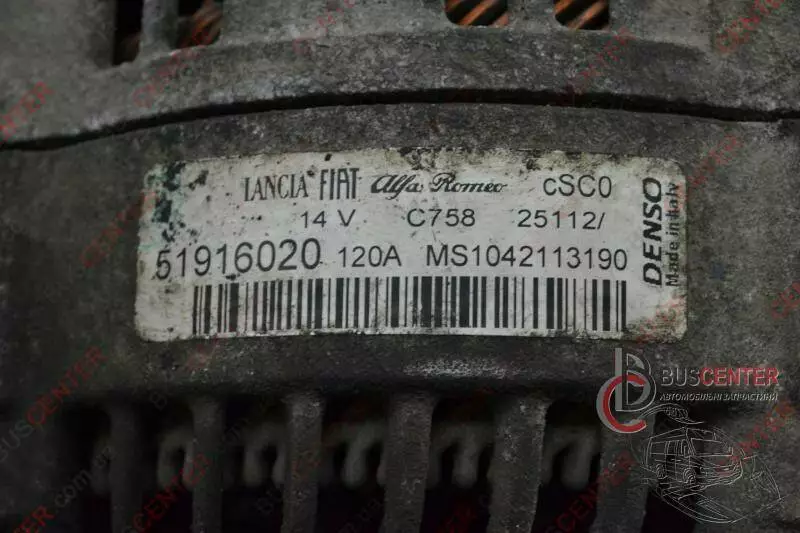 LANCIA FIAT Alfa Romeo cSC0
14 V C758 25112/
51916020 120A MS1042113190
DENSO
Made in Italy
BUSCENTER
АВТОМОБІЛЬНІ ЗАПЧАСТИНИ